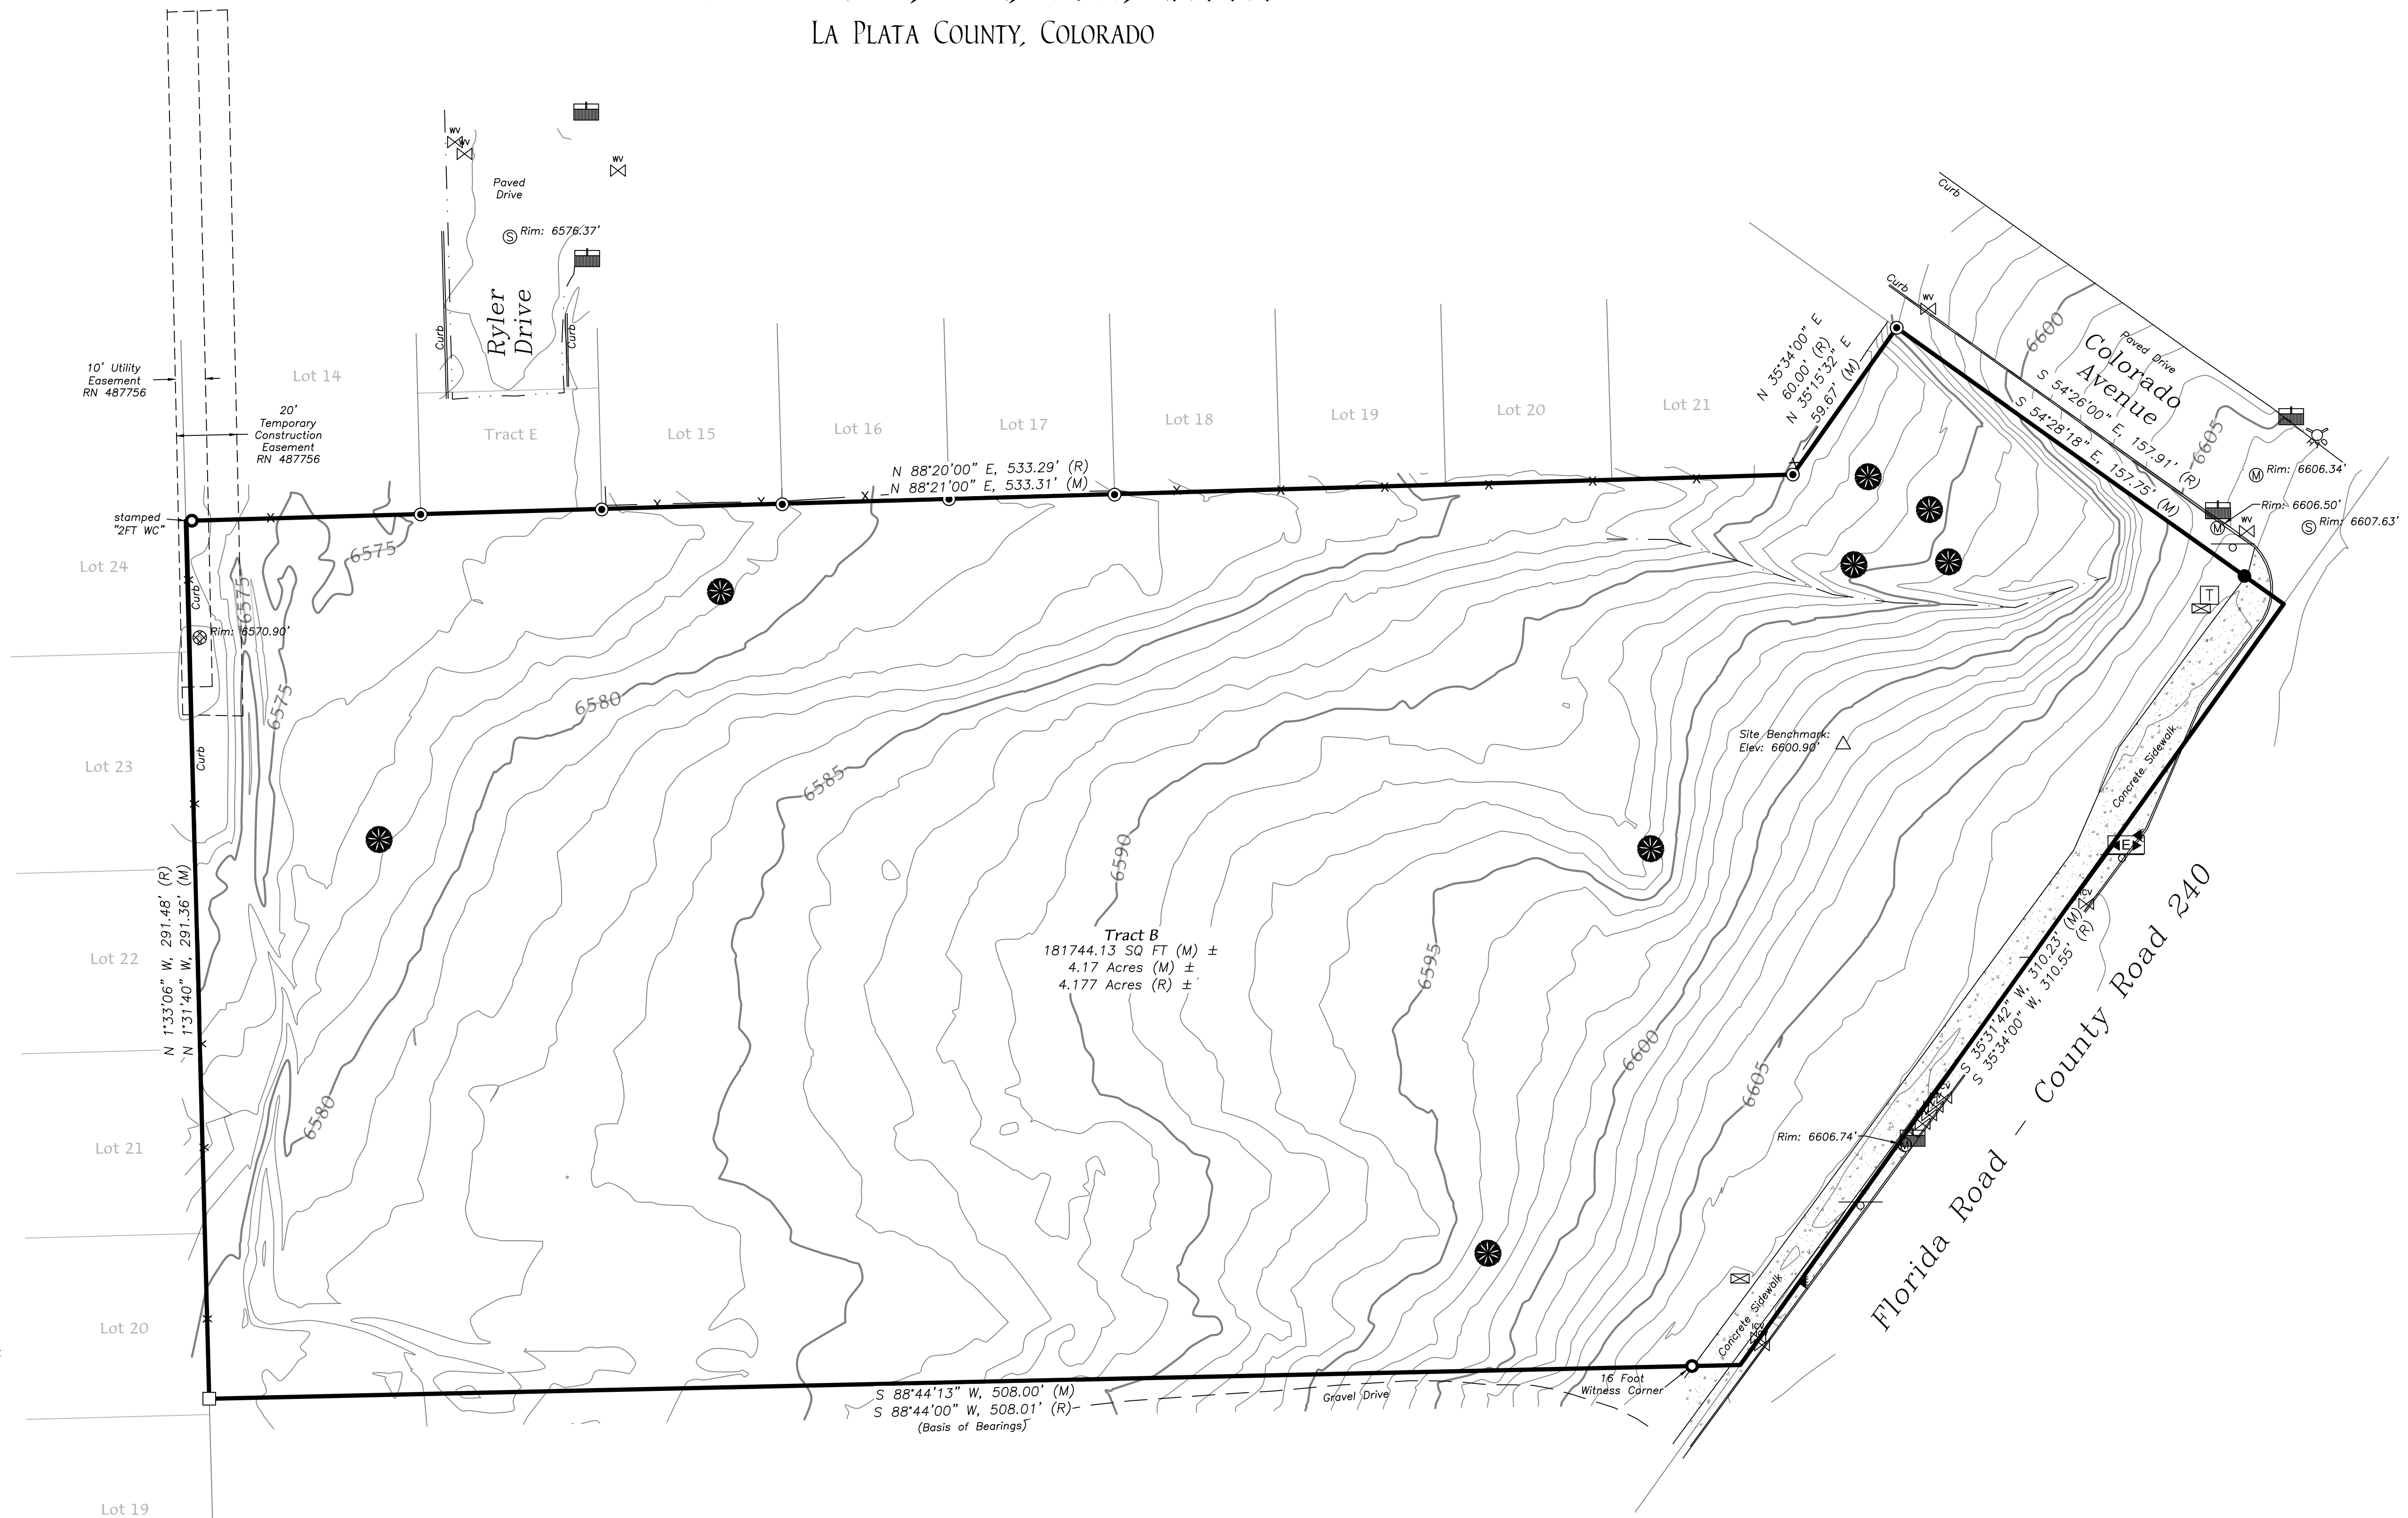 LA PLATA COUNTY, COLORADO
WV
WV
WV
Paved
Drive
Rim: 6576.37'
S
Ryler
Drive
Curb
Curb
10' Utility
Easement
RN 487756
20'
Temporary
Construction
Easement
RN 487756
Lot 14
Tract E
Lot 15
Lot 16
Lot 17
Lot 18
Lot 19
Lot 20
Lot 21
N 88°20'00" E, 533.29' (R)
N 88°21'00" E, 533.31' (M)
N 35°34'00" E
60.00' (R)
N 35°15'32" E
59.67' (M)
Curb
Curb
WV
6600
Paved Drive
Colorado
Avenue
S 54°26'00" E, 157.91' (R)
S 54°28'18" E, 157.75' (M)
6605
HYD
M
Rim: 6606.34'
Rim: 6606.50'
M
WV
S
Rim: 6607.63'
T
stamped
"2FT WC"
Lot 24
Curb
Rim: 6570.90'
6575
6575
6575
6580
Curb
Lot 23
6585
Site Benchmark:
Elev: 6600.90'
Concrete Sidewalk
E
ICV
6590
Tract B
181744.13 SQ FT (M) ±
4.17 Acres (M) ±
4.177 Acres (R) ±
6595
N 1°33'06" W, 291.48' (R)
N 1°31'40" W, 291.36' (M)
Lot 22
S 35°31'42" W, 310.23' (M)
S 35°34'00" W, 310.55' (R)
Florida Road - County Road 240
6600
6605
6580
Lot 21
Rim: 6606.74'
M
Lot 20
Concrete Sidewalk
ICV
16 Foot
Witness Corner
Gravel Drive
S 88°44'13" W, 508.00' (M)
S 88°44'00" W, 508.01' (R)
(Basis of Bearings)
Lot 19